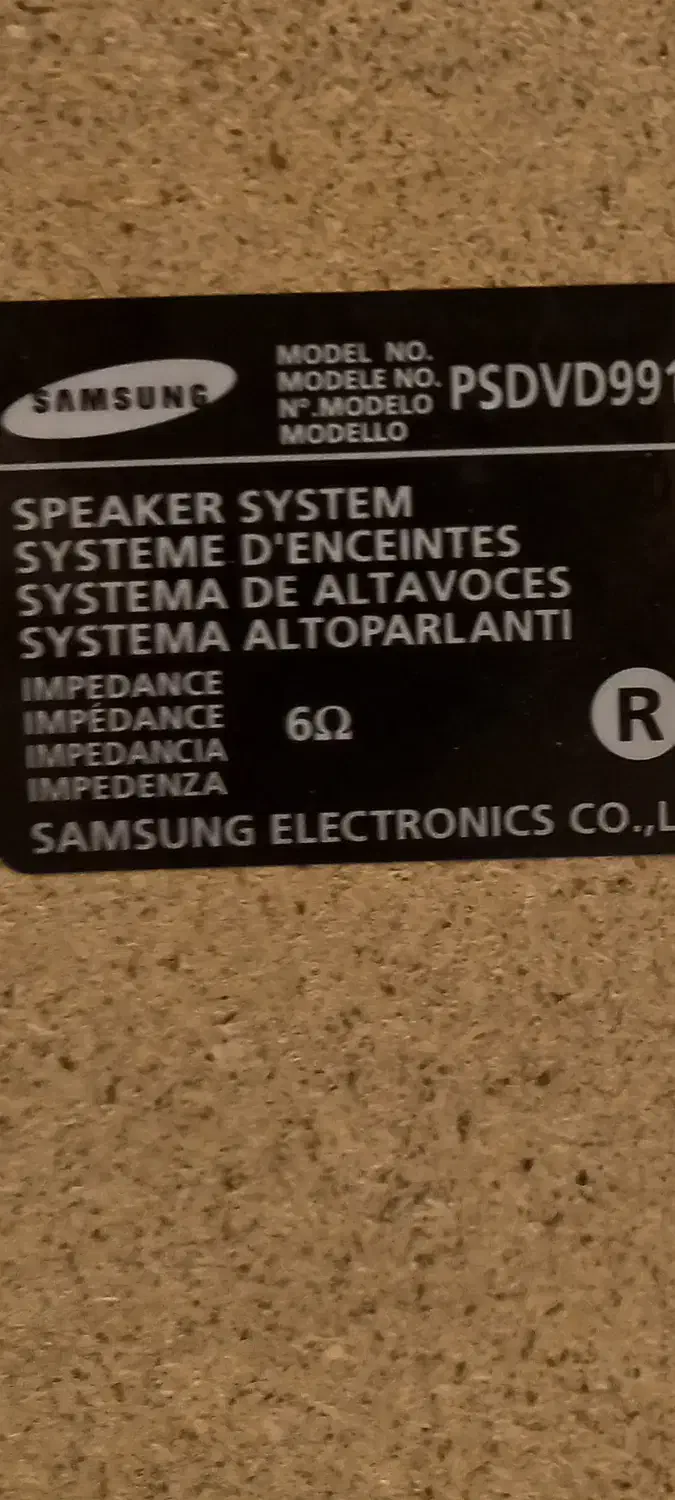 SAMSUNG
MODEL NO.
MODELE NO.
Nº.MODELO
MODELLO
PSDVD991
SPEAKER SYSTEM
SYSTEME D'ENCEINTES
SYSTEMA DE ALTAVOCES
SYSTEMA ALTOPARLANTI
IMPEDANCE
IMPÉDANCE
IMPEDANCIA
IMPEDENZA
6Ω
R
SAMSUNG ELECTRONICS CO.,L